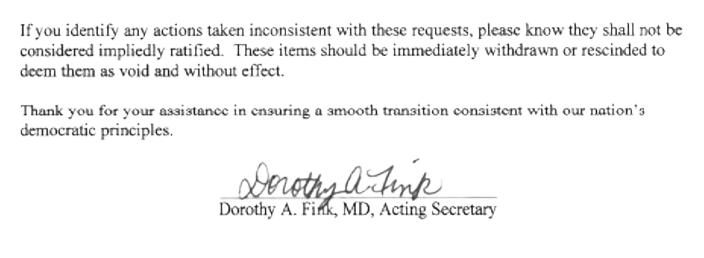 If you identify any actions taken inconsistent with these requests, please know they shall not be
considered impliedly ratified. These items should be immediately withdrawn or rescinded to
deem them as void and without effect.
Thank you for your assistance in ensuring a smooth transition consistent with our nation's
democratic principles.
Dorothy A. Fink
Dorothy A. Fink, MD, Acting Secretary